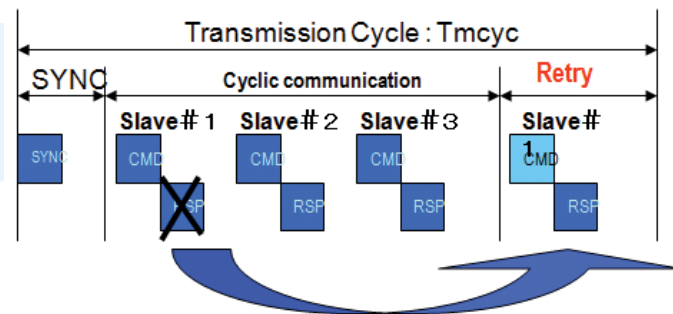 Transmission Cycle : Tmcyc
SYNC
Cyclic communication
Retry
Slave#1
Slave#2
Slave#3
Slave#
1
SYNC
CMD
CMD
CMD
CMD
RSP
RSP
RSP
RSP